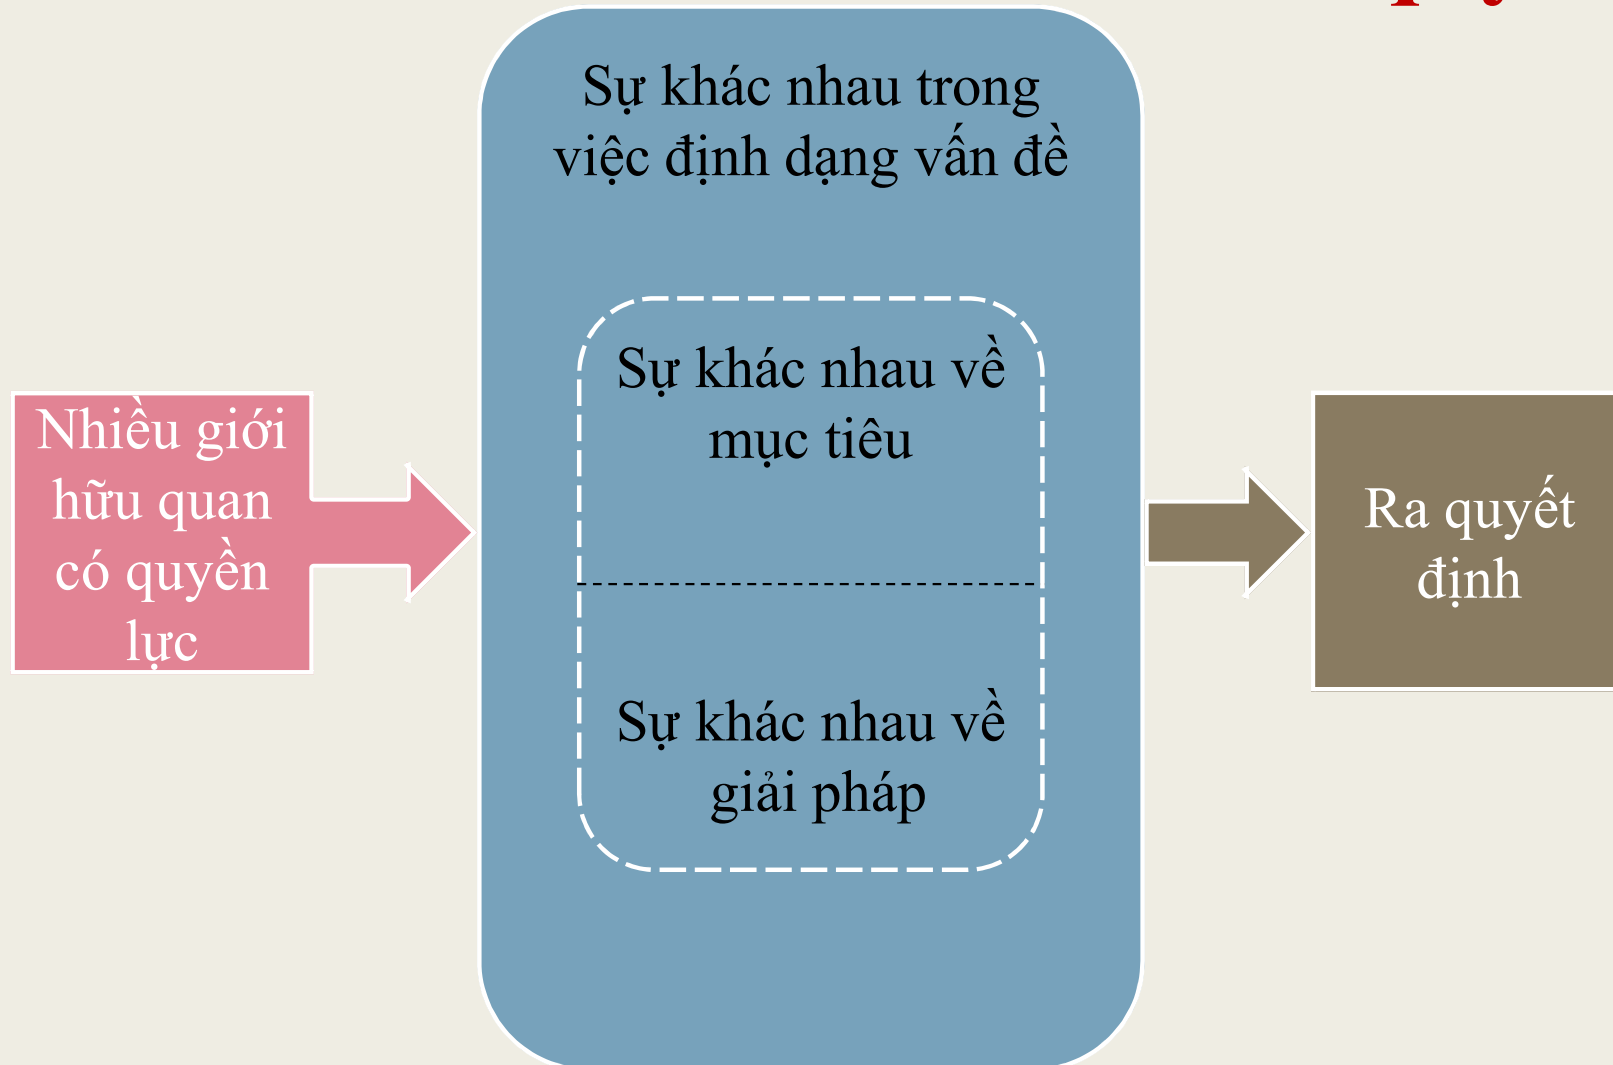 Sự khác nhau trong
việc định dạng vấn đề
Sự khác nhau về
mục tiêu
Nhiều giới
hữu quan
có quyền
lực
Ra quyết
định
Sự khác nhau về
giải pháp